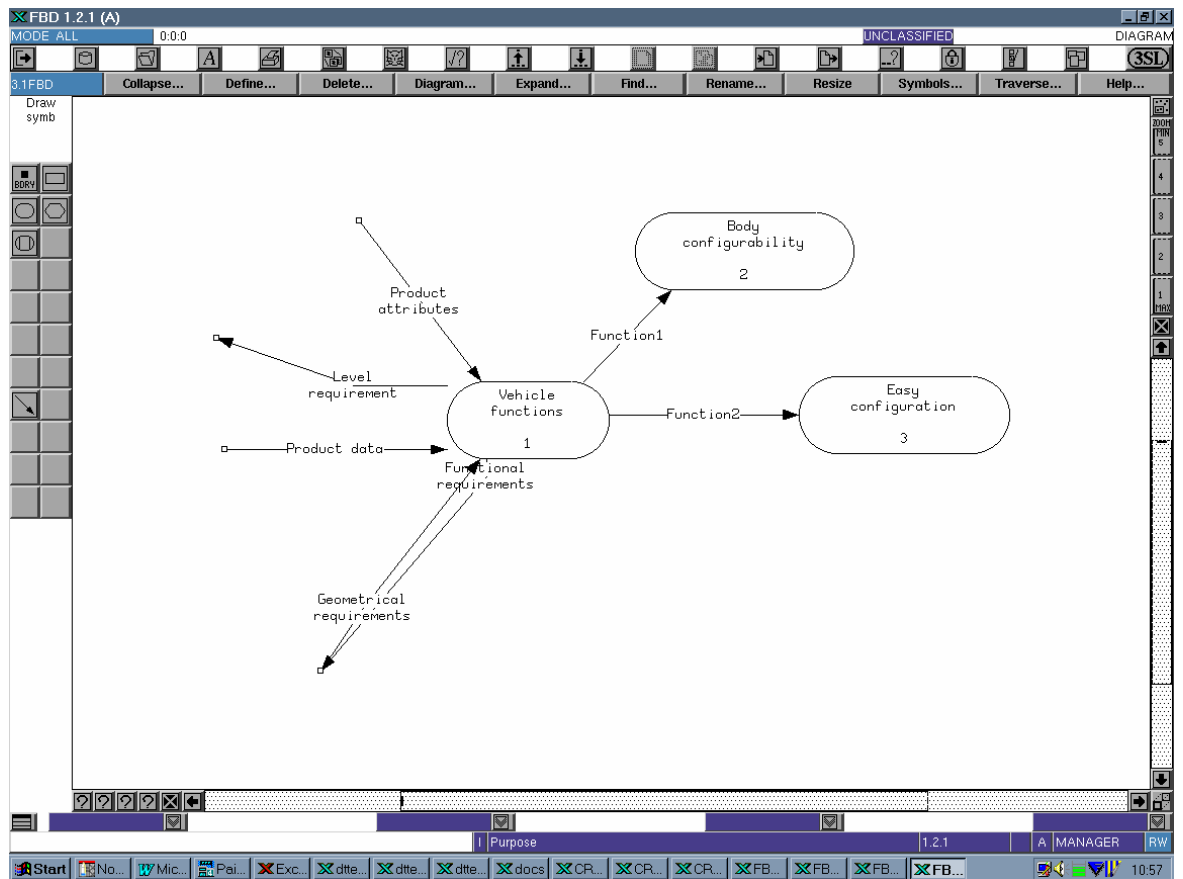 FBD 1.2.1 (A)
MODE ALL 0:0:0 UNCLASSIFIED DIAGRAM
A √? ..? (3SL)
3.1FBD Collapse... Define... Delete... Diagram... Expand... Find... Rename... Resize Symbols... Traverse... Help...
Draw
symb
ZOOM
MIN
5
4
3
2
1
MAX
BDRY
Body
configurability
2
Product
attributes
Function1
Level
requirement
Vehicle
functions
1
Easy
configuration
3
Function2
Product data
Functional
requirements
Geometrical
requirements
? ? ? ?
I Purpose 1.2.1 A MANAGER RW
Start No... Mic... Pai... Exc... dtte... dtte... dtte... docs CR... CR... CR... FB... FB... FB... FB... 10:57